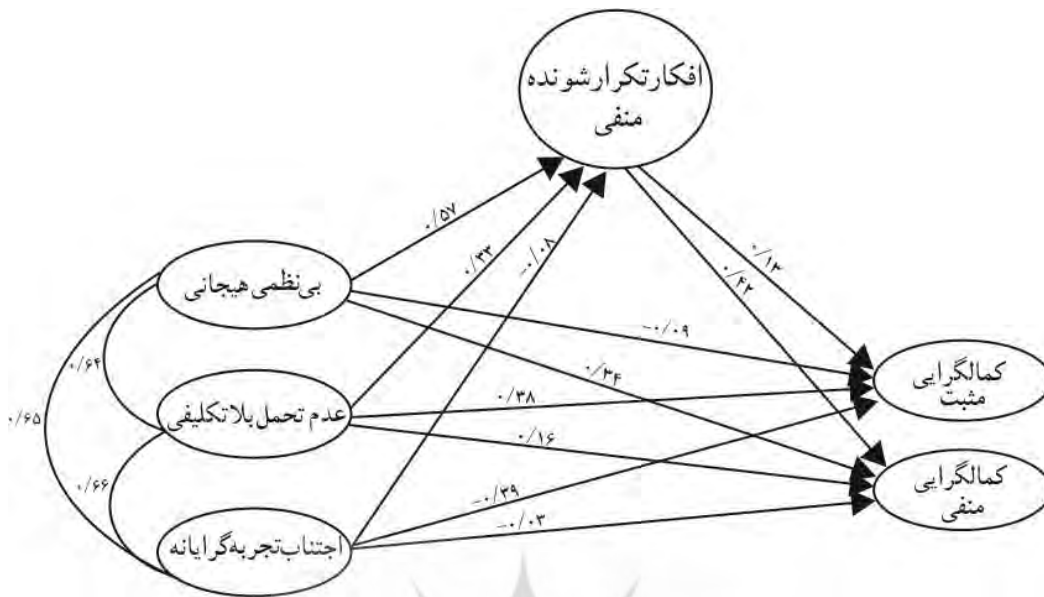 افکار تکرار شونده
منفی
۰/۵۷
۰/۳۳
-۰/۰۸
۰/۱۳
۰/۴۲
بی‌نظمی هیجانی
-۰/۰۹
۰/۳۴
۰/۶۴
کمالگرایی
مثبت
عدم تحمل بلاتکلیفی
۰/۳۸
۰/۱۶
۰/۶۵
۰/۶۶
کمالگرایی
منفی
-۰/۳۹
-۰/۰۳
اجتناب تجربه گرایانه